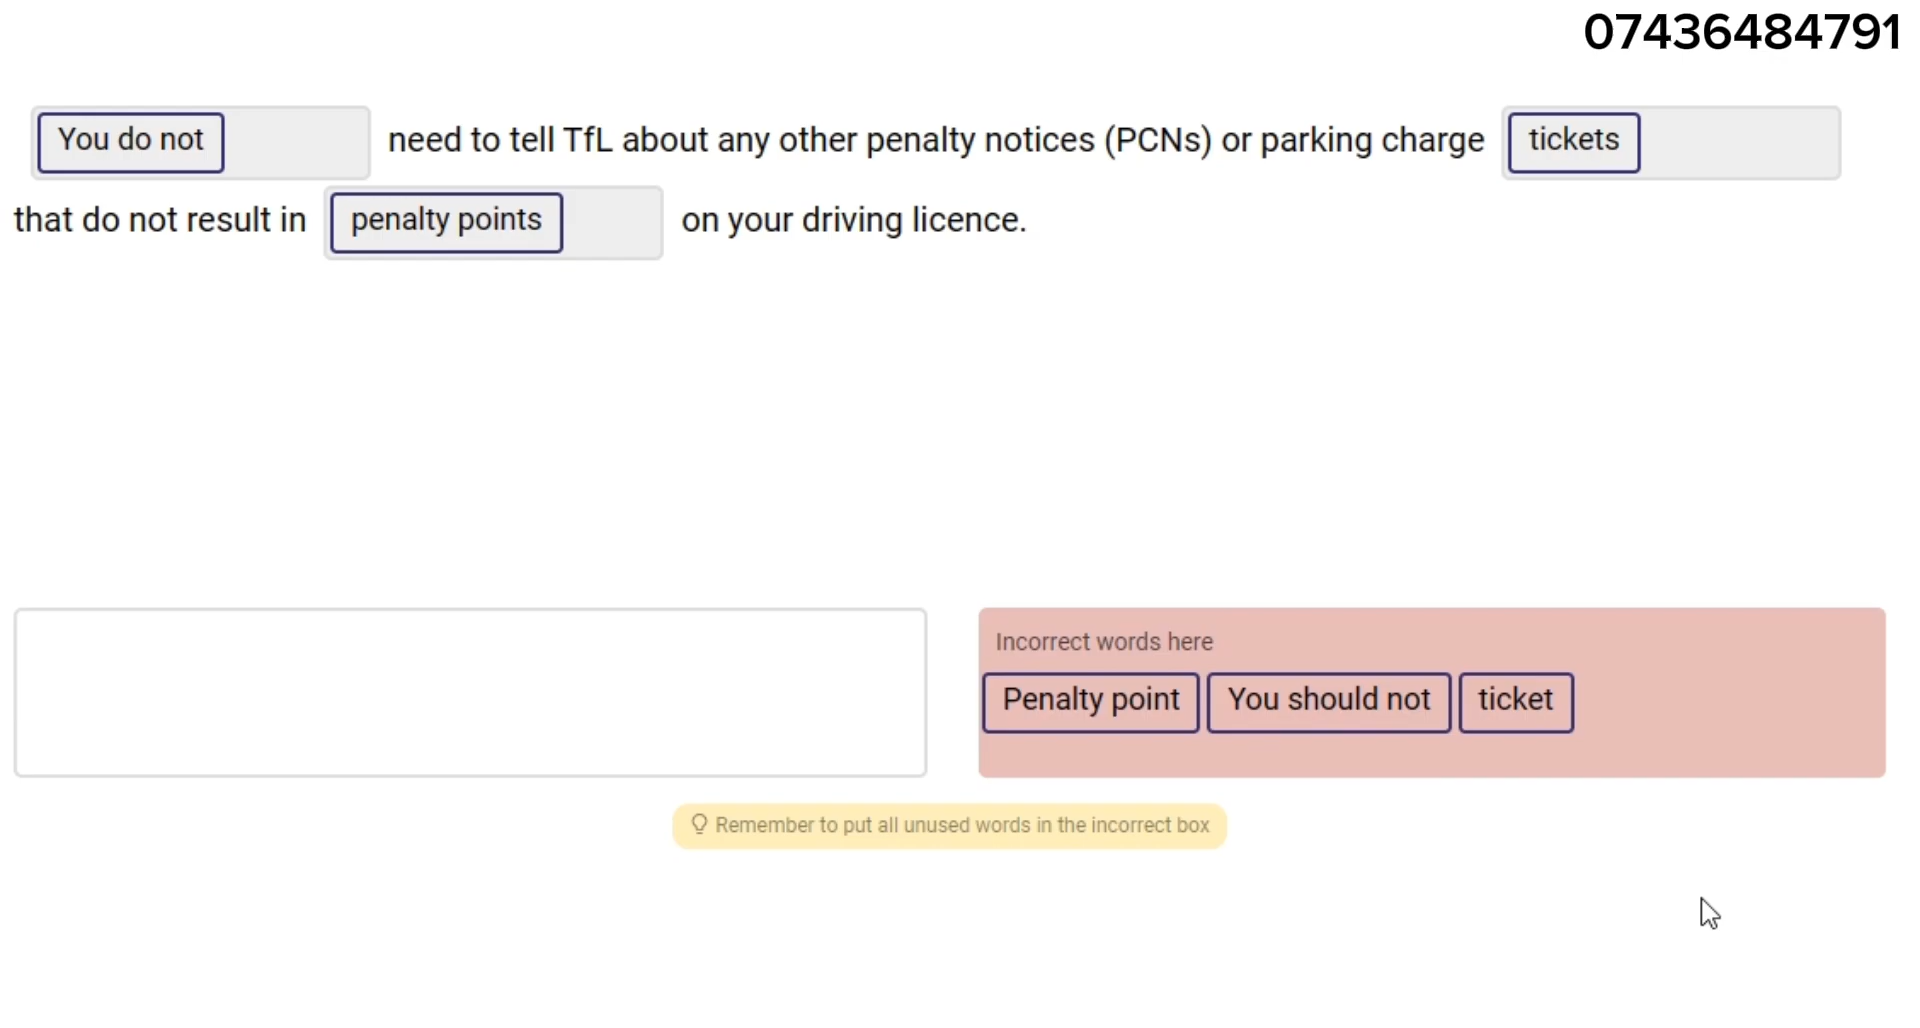 07436484791
You do not need to tell TfL about any other penalty notices (PCNs) or parking charge tickets
that do not result in penalty points on your driving licence.
Incorrect words here
Penalty point You should not ticket
Remember to put all unused words in the incorrect box